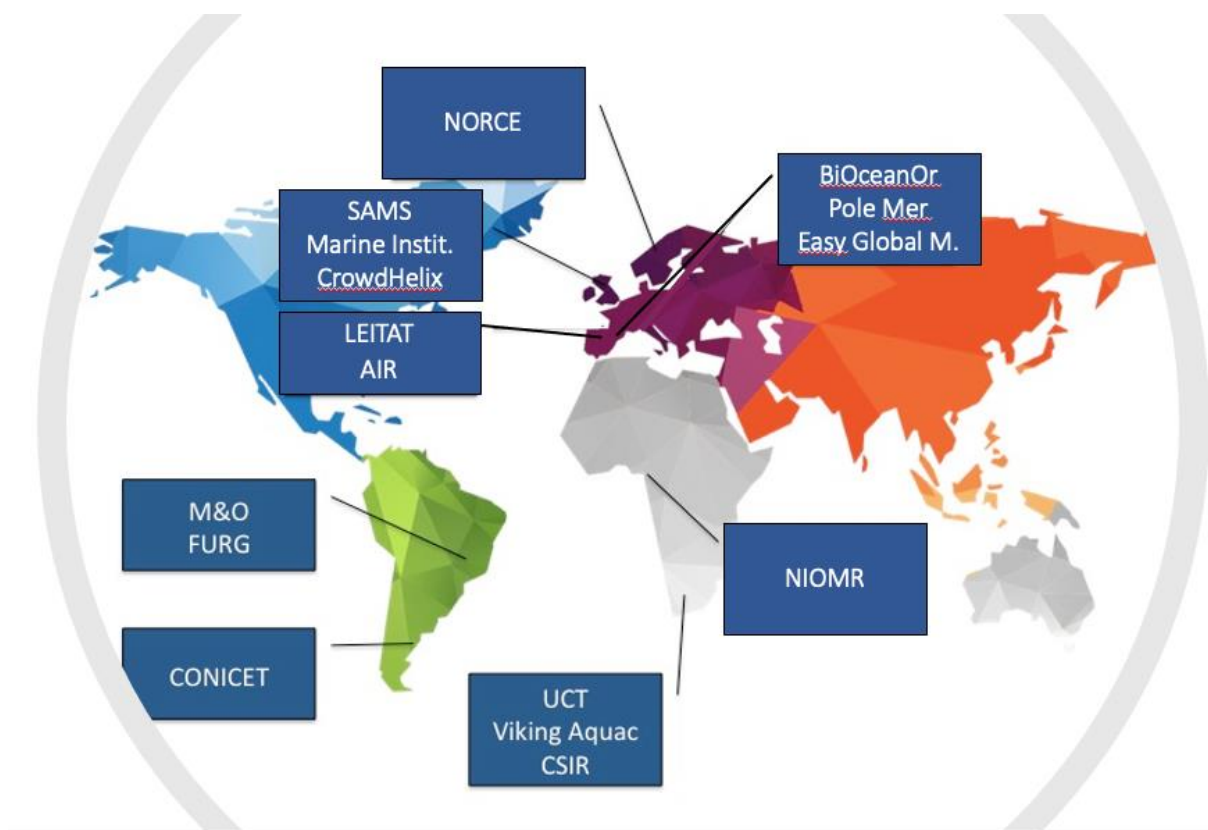 NORCE
BiOceanOr
Pole Mer
Easy Global M.
SAMS
Marine Instit.
CrowdHelix
LEITAT
AIR
M&O
FURG
NIOMR
CONICET
UCT
Viking Aquac
CSIR